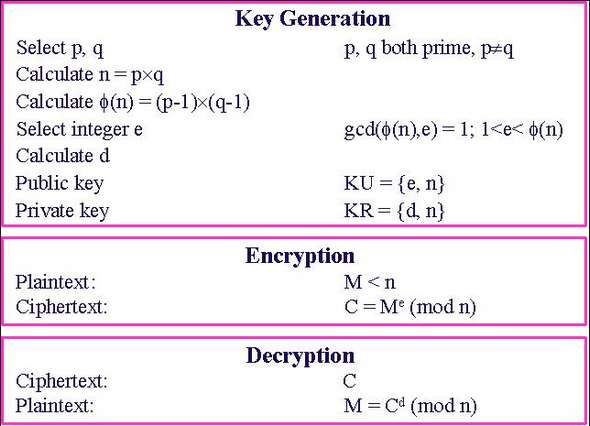 Key Generation
Select p, q p, q both prime, p≠q
Calculate n = p×q
Calculate ϕ(n) = (p-1)×(q-1)
Select integer e gcd(ϕ(n),e) = 1; 1<e< ϕ(n)
Calculate d
Public key KU = {e, n}
Private key KR = {d, n}
Encryption
Plaintext: M < n
Ciphertext: C = Mᵉ (mod n)
Decryption
Ciphertext: C
Plaintext: M = Cᵈ (mod n)